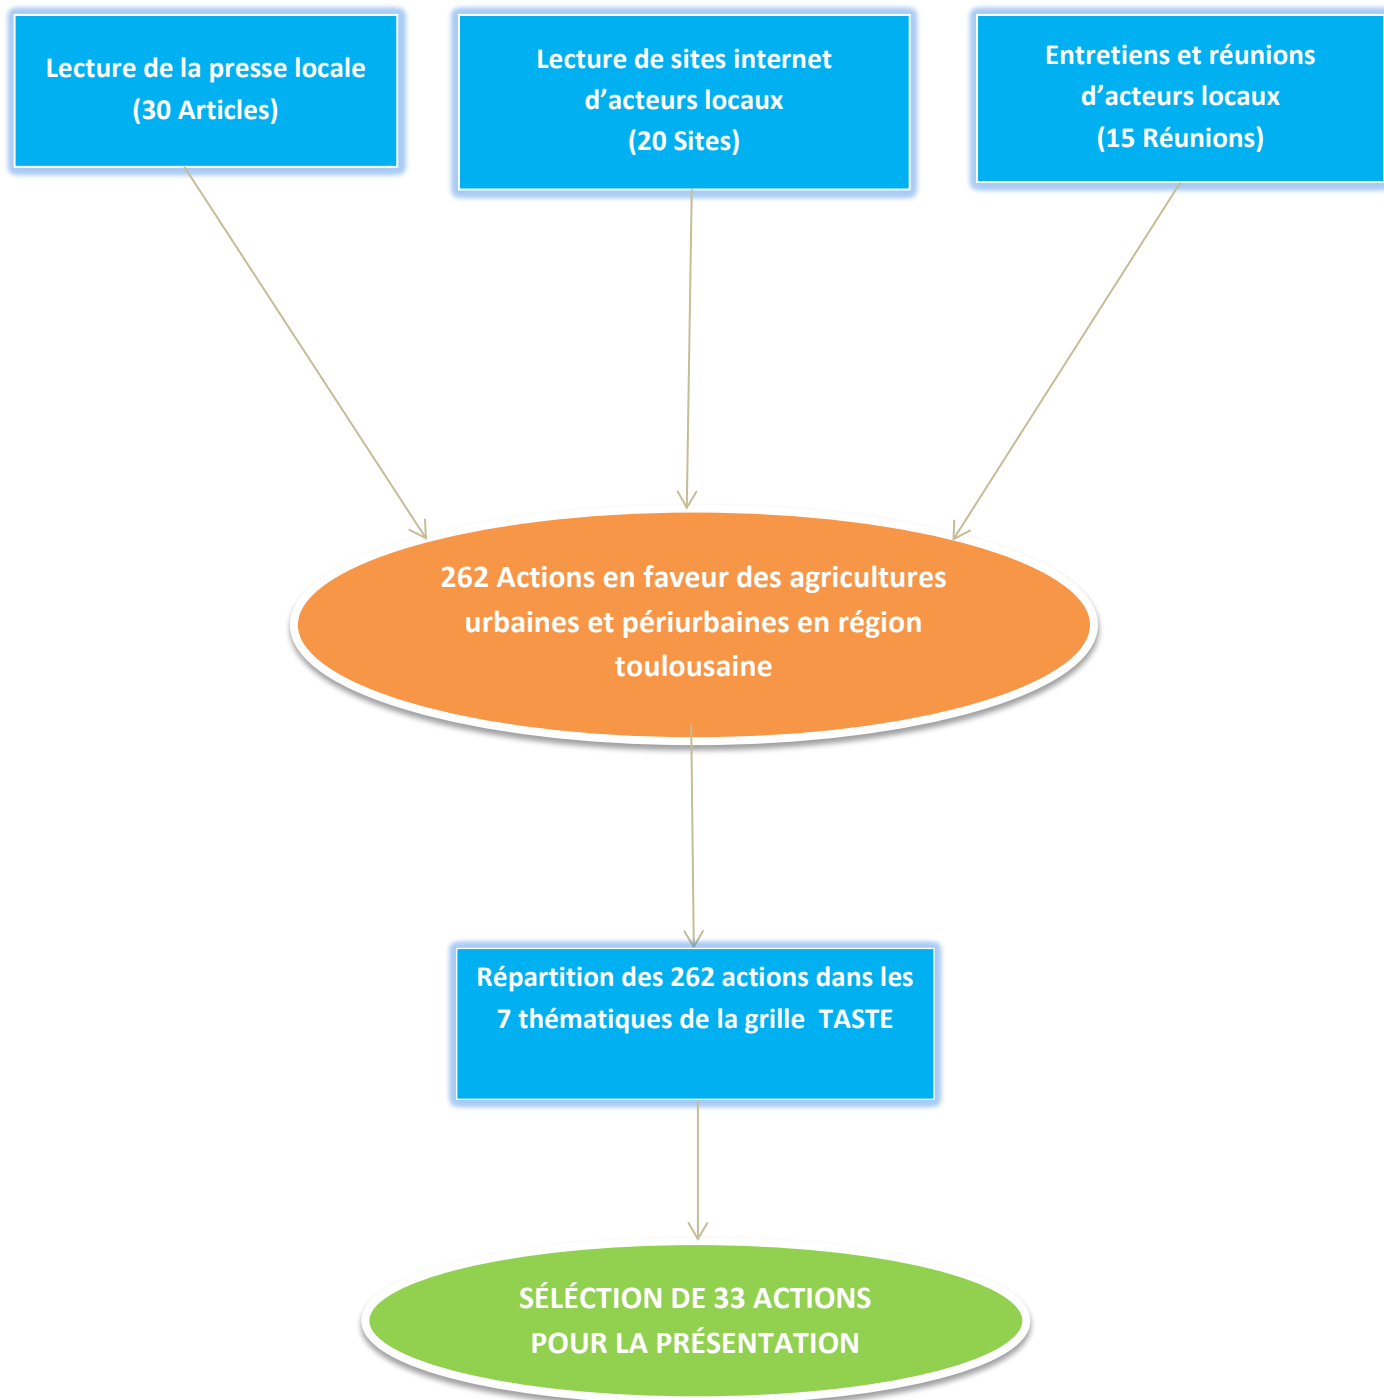 Lecture de la presse locale
(30 Articles)
Lecture de sites internet
d’acteurs locaux
(20 Sites)
Entretiens et réunions
d’acteurs locaux
(15 Réunions)
262 Actions en faveur des agricultures
urbaines et périurbaines en région
toulousaine
Répartition des 262 actions dans les
7 thématiques de la grille TASTE
SÉLÉCTION DE 33 ACTIONS
POUR LA PRÉSENTATION